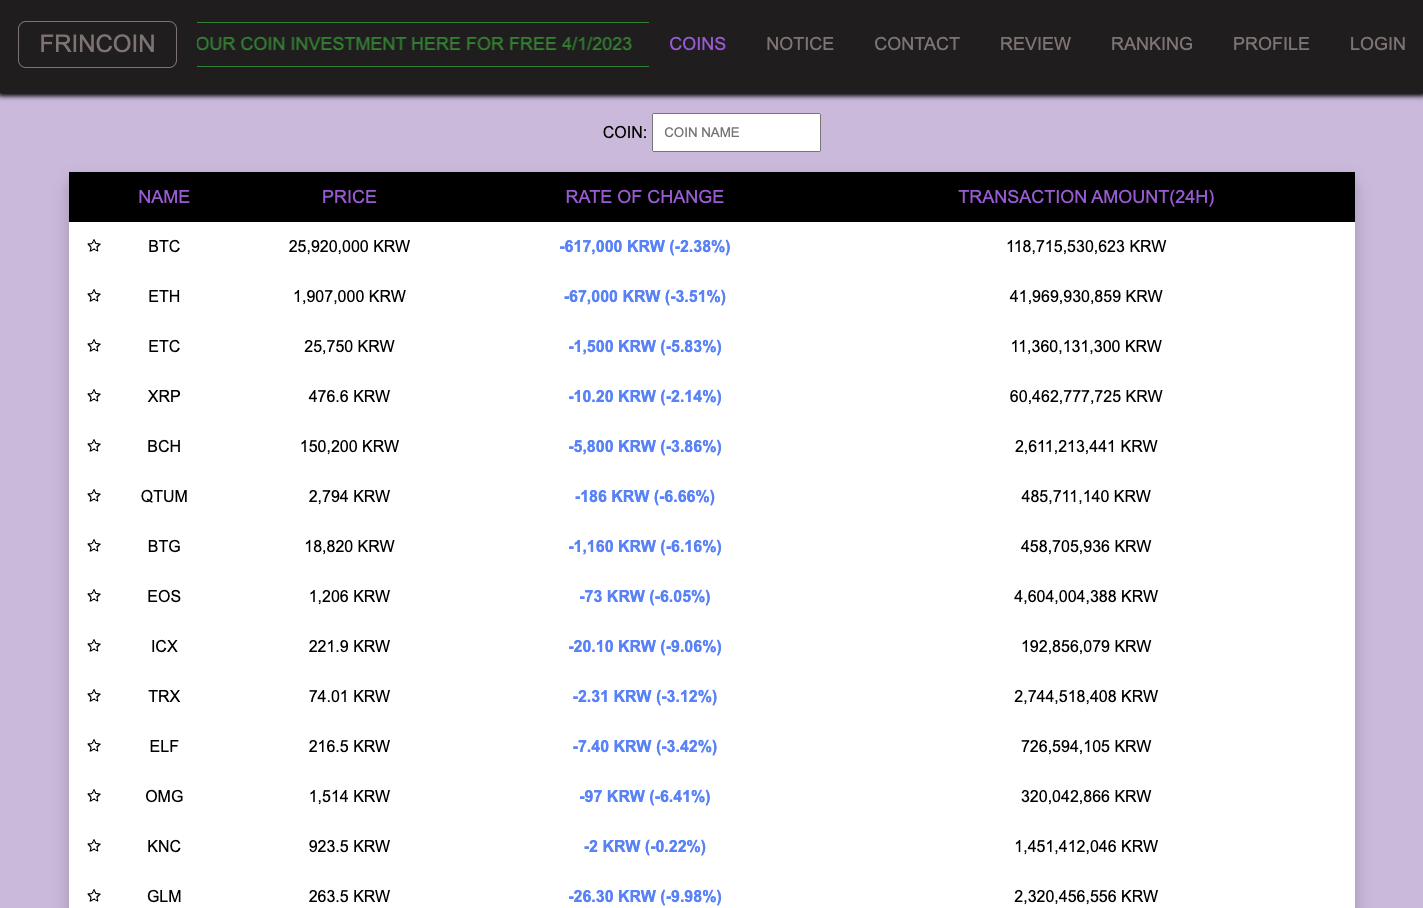 FRINCOIN OUR COIN INVESTMENT HERE FOR FREE 4/1/2023 COINS NOTICE CONTACT REVIEW RANKING PROFILE LOGIN
COIN: COIN NAME
NAME PRICE RATE OF CHANGE TRANSACTION AMOUNT(24H)
BTC 25,920,000 KRW -617,000 KRW (-2.38%) 118,715,530,623 KRW
ETH 1,907,000 KRW -67,000 KRW (-3.51%) 41,969,930,859 KRW
ETC 25,750 KRW -1,500 KRW (-5.83%) 11,360,131,300 KRW
XRP 476.6 KRW -10.20 KRW (-2.14%) 60,462,777,725 KRW
BCH 150,200 KRW -5,800 KRW (-3.86%) 2,611,213,441 KRW
QTUM 2,794 KRW -186 KRW (-6.66%) 485,711,140 KRW
BTG 18,820 KRW -1,160 KRW (-6.16%) 458,705,936 KRW
EOS 1,206 KRW -73 KRW (-6.05%) 4,604,004,388 KRW
ICX 221.9 KRW -20.10 KRW (-9.06%) 192,856,079 KRW
TRX 74.01 KRW -2.31 KRW (-3.12%) 2,744,518,408 KRW
ELF 216.5 KRW -7.40 KRW (-3.42%) 726,594,105 KRW
OMG 1,514 KRW -97 KRW (-6.41%) 320,042,866 KRW
KNC 923.5 KRW -2 KRW (-0.22%) 1,451,412,046 KRW
GLM 263.5 KRW -26.30 KRW (-9.98%) 2,320,456,556 KRW